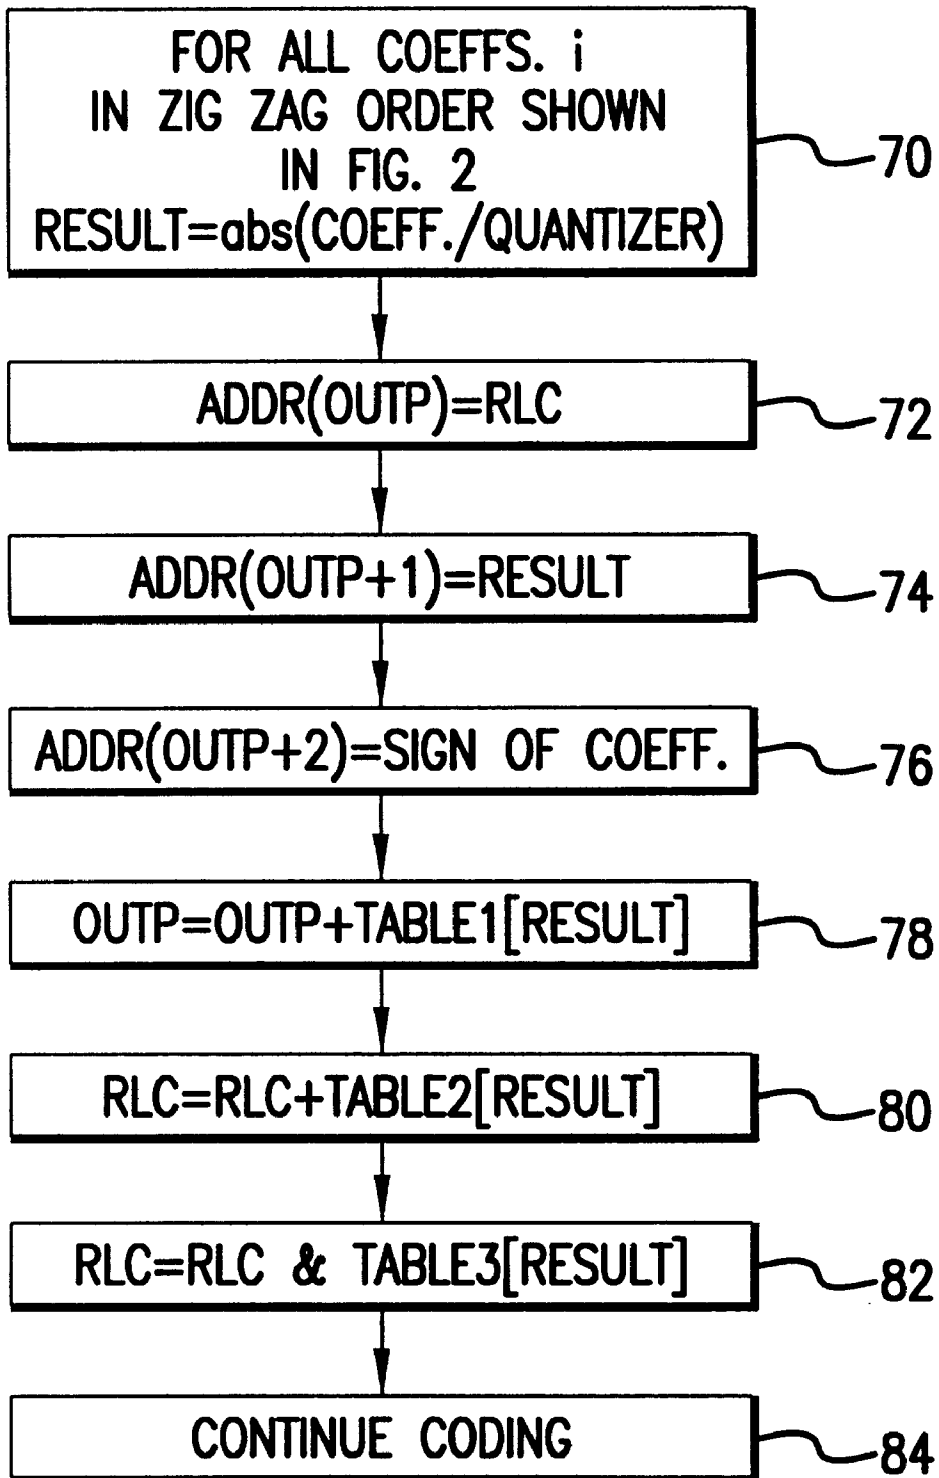 FOR ALL COEFFS. i
IN ZIG ZAG ORDER SHOWN
IN FIG. 2
RESULT=abs(COEFF./QUANTIZER)
70
ADDR(OUTP)=RLC
72
ADDR(OUTP+1)=RESULT
74
ADDR(OUTP+2)=SIGN OF COEFF.
76
OUTP=OUTP+TABLE1[RESULT]
78
RLC=RLC+TABLE2[RESULT]
80
RLC=RLC & TABLE3[RESULT]
82
CONTINUE CODING
84